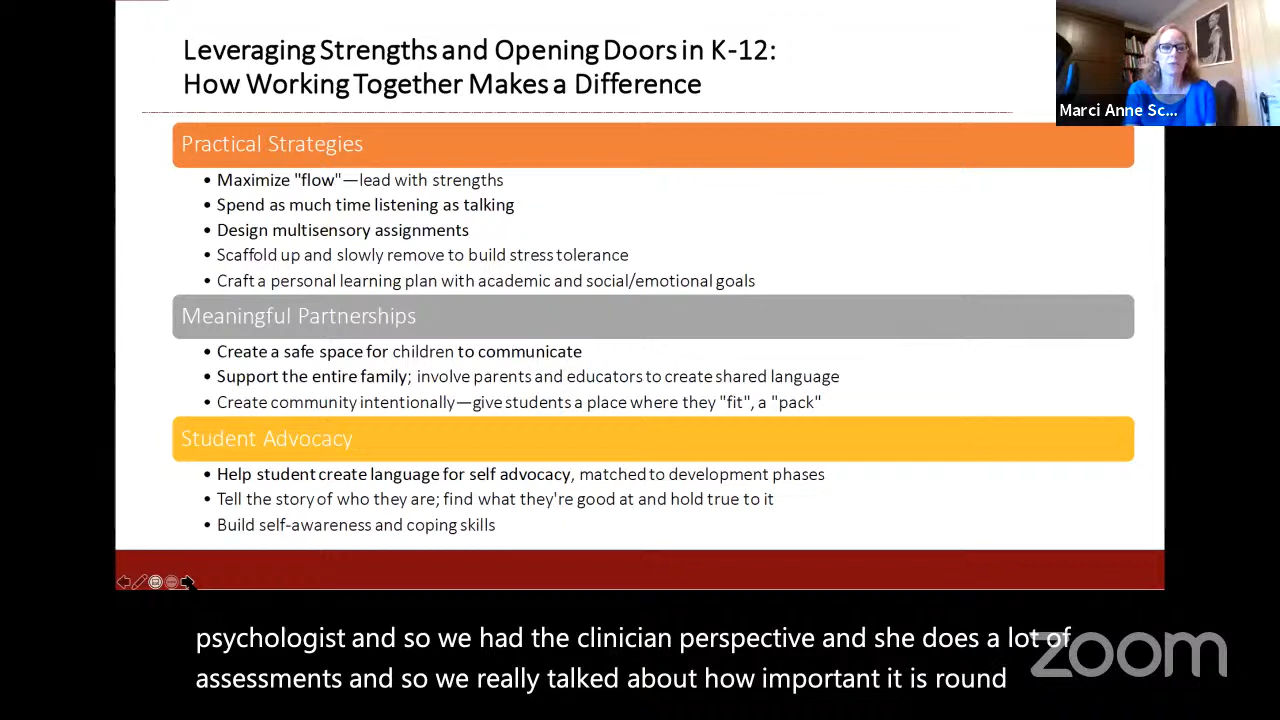 Leveraging Strengths and Opening Doors in K-12:
How Working Together Makes a Difference
Marci Anne Sc...
Practical Strategies
• Maximize "flow"—lead with strengths
• Spend as much time listening as talking
• Design multisensory assignments
• Scaffold up and slowly remove to build stress tolerance
• Craft a personal learning plan with academic and social/emotional goals
Meaningful Partnerships
• Create a safe space for children to communicate
• Support the entire family; involve parents and educators to create shared language
• Create community intentionally—give students a place where they "fit", a "pack"
Student Advocacy
• Help student create language for self advocacy, matched to development phases
• Tell the story of who they are; find what they're good at and hold true to it
• Build self-awareness and coping skills
psychologist and so we had the clinician perspective and she does a lot of
assessments and so we really talked about how important it is round
zoom